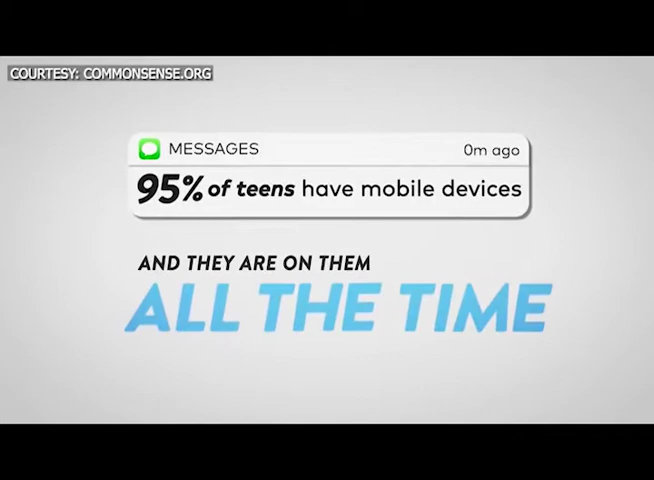 COURTESY: COMMONSENSE.ORG
MESSAGES 0m ago
95% of teens have mobile devices
AND THEY ARE ON THEM
ALL THE TIME